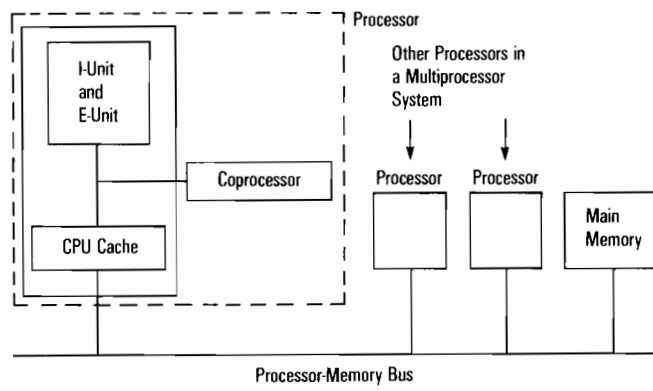 Processor
I-Unit
and
E-Unit
Coprocessor
CPU Cache
Other Processors in
a Multiprocessor
System
Processor
Processor
Main
Memory
Processor-Memory Bus